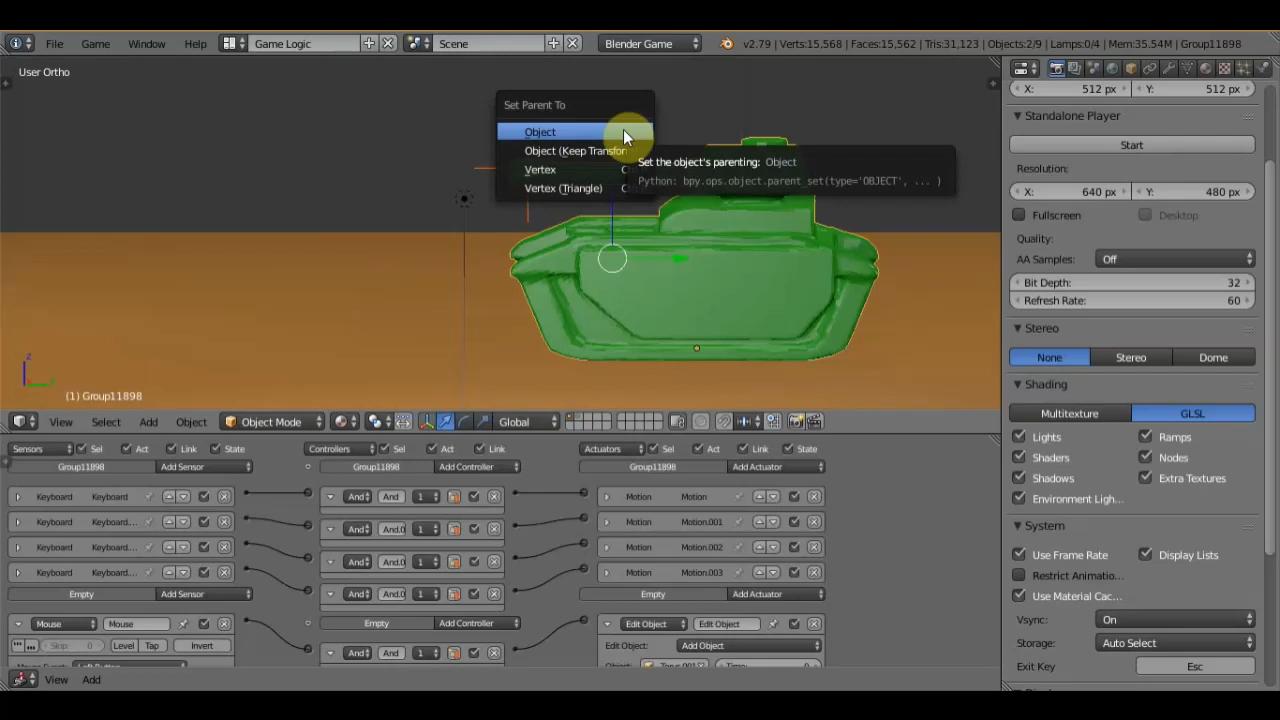 File Game Window Help Game Logic Scene Blender Game v2.79 | Verts:15,568 | Faces:15,562 | Tris:31,123 | Objects:2/9 | Lamps:0/4 | Mem:35.54M | Group11898
User Ortho
Set Parent To
Object
Object (Keep Transfor
Vertex
Vertex (Triangle)
Set the object's parenting: Object
Python: bpy.ops.object.parent_set(type='OBJECT', ... )
(1) Group11898
View Select Add Object Object Mode Global
Sensors Sel Act Link State Controllers Sel Act Link Actuators Sel Act Link State
Group11898 Add Sensor Group11898 Add Controller Group11898 Add Actuator
Keyboard Keyboard And And 1 Motion Motion
Keyboard Keyboard... And And.0 1 Motion Motion.001
Keyboard Keyboard... And And.0 1 Motion Motion.002
Keyboard Keyboard... And And.0 1 Motion Motion.003
Empty Add Sensor Empty Add Actuator
Mouse Mouse Empty Add Controller Edit Object Edit Object
Skip: 0 Level Tap Invert And And 1 Edit Object: Add Object
View Add
X: 512 px Y: 512 px
Standalone Player
Start
Resolution:
X: 640 px Y: 480 px
Fullscreen Desktop
Quality:
AA Samples: Off
Bit Depth: 32
Refresh Rate: 60
Stereo
None Stereo Dome
Shading
Multitexture GLSL
Lights Ramps
Shaders Nodes
Shadows Extra Textures
Environment Ligh...
System
Use Frame Rate Display Lists
Restrict Animatio...
Use Material Cac...
Vsync: On
Storage: Auto Select
Exit Key Esc